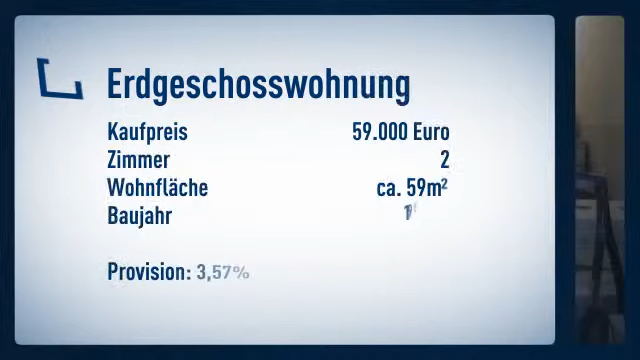 Erdgeschosswohnung
Kaufpreis 59.000 Euro
Zimmer 2
Wohnfläche ca. 59m²
Baujahr
Provision: 3,57%